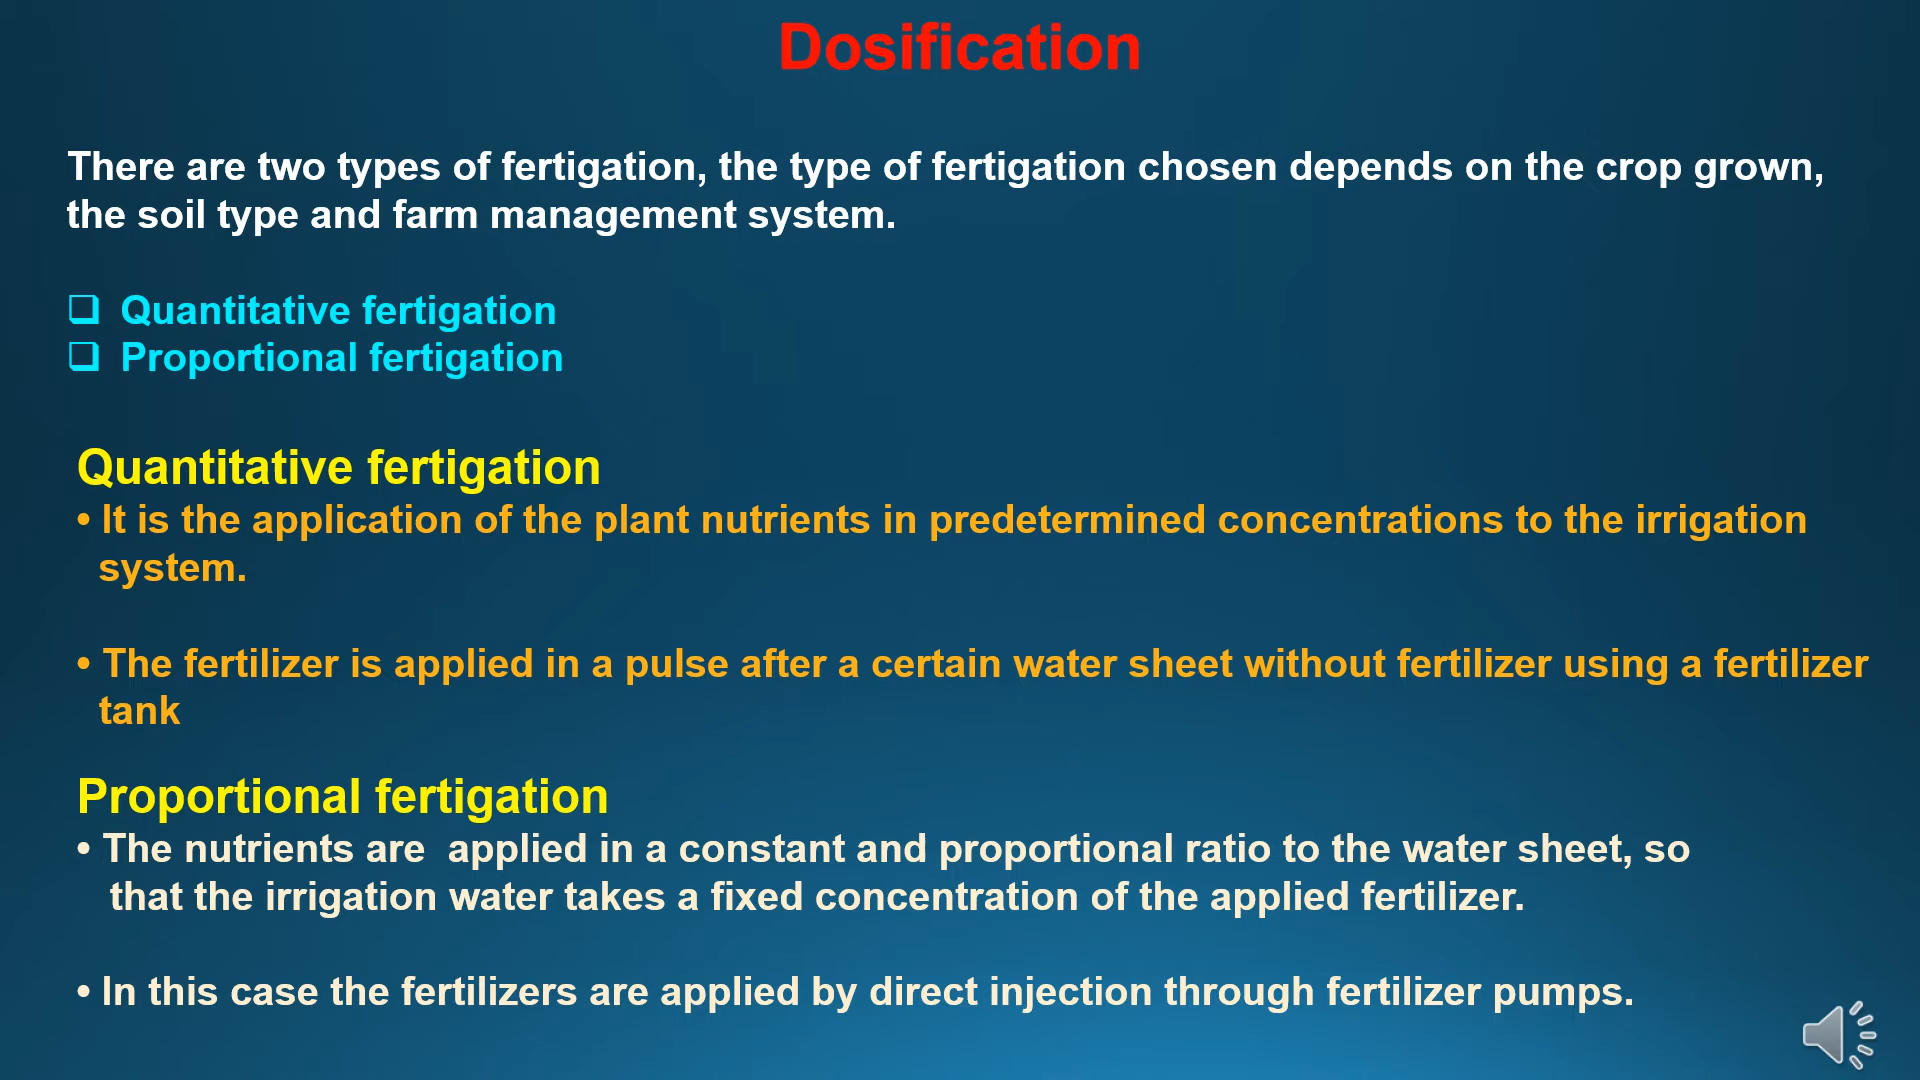 Dosification
There are two types of fertigation, the type of fertigation chosen depends on the crop grown,
the soil type and farm management system.
❑ Quantitative fertigation
❑ Proportional fertigation
Quantitative fertigation
• It is the application of the plant nutrients in predetermined concentrations to the irrigation
system.
• The fertilizer is applied in a pulse after a certain water sheet without fertilizer using a fertilizer
tank
Proportional fertigation
• The nutrients are  applied in a constant and proportional ratio to the water sheet, so
that the irrigation water takes a fixed concentration of the applied fertilizer.
• In this case the fertilizers are applied by direct injection through fertilizer pumps.